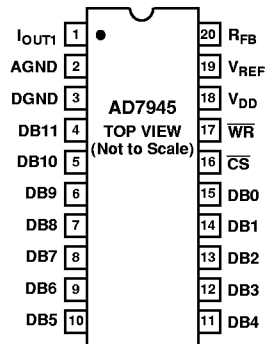 IOUT1 1 20 RFB
AGND 2 19 VREF
DGND 3 18 VDD
AD7945
DB11 4 TOP VIEW 17 W̅R̅
(Not to Scale)
DB10 5 16 C̅S̅
DB9 6 15 DB0
DB8 7 14 DB1
DB7 8 13 DB2
DB6 9 12 DB3
DB5 10 11 DB4